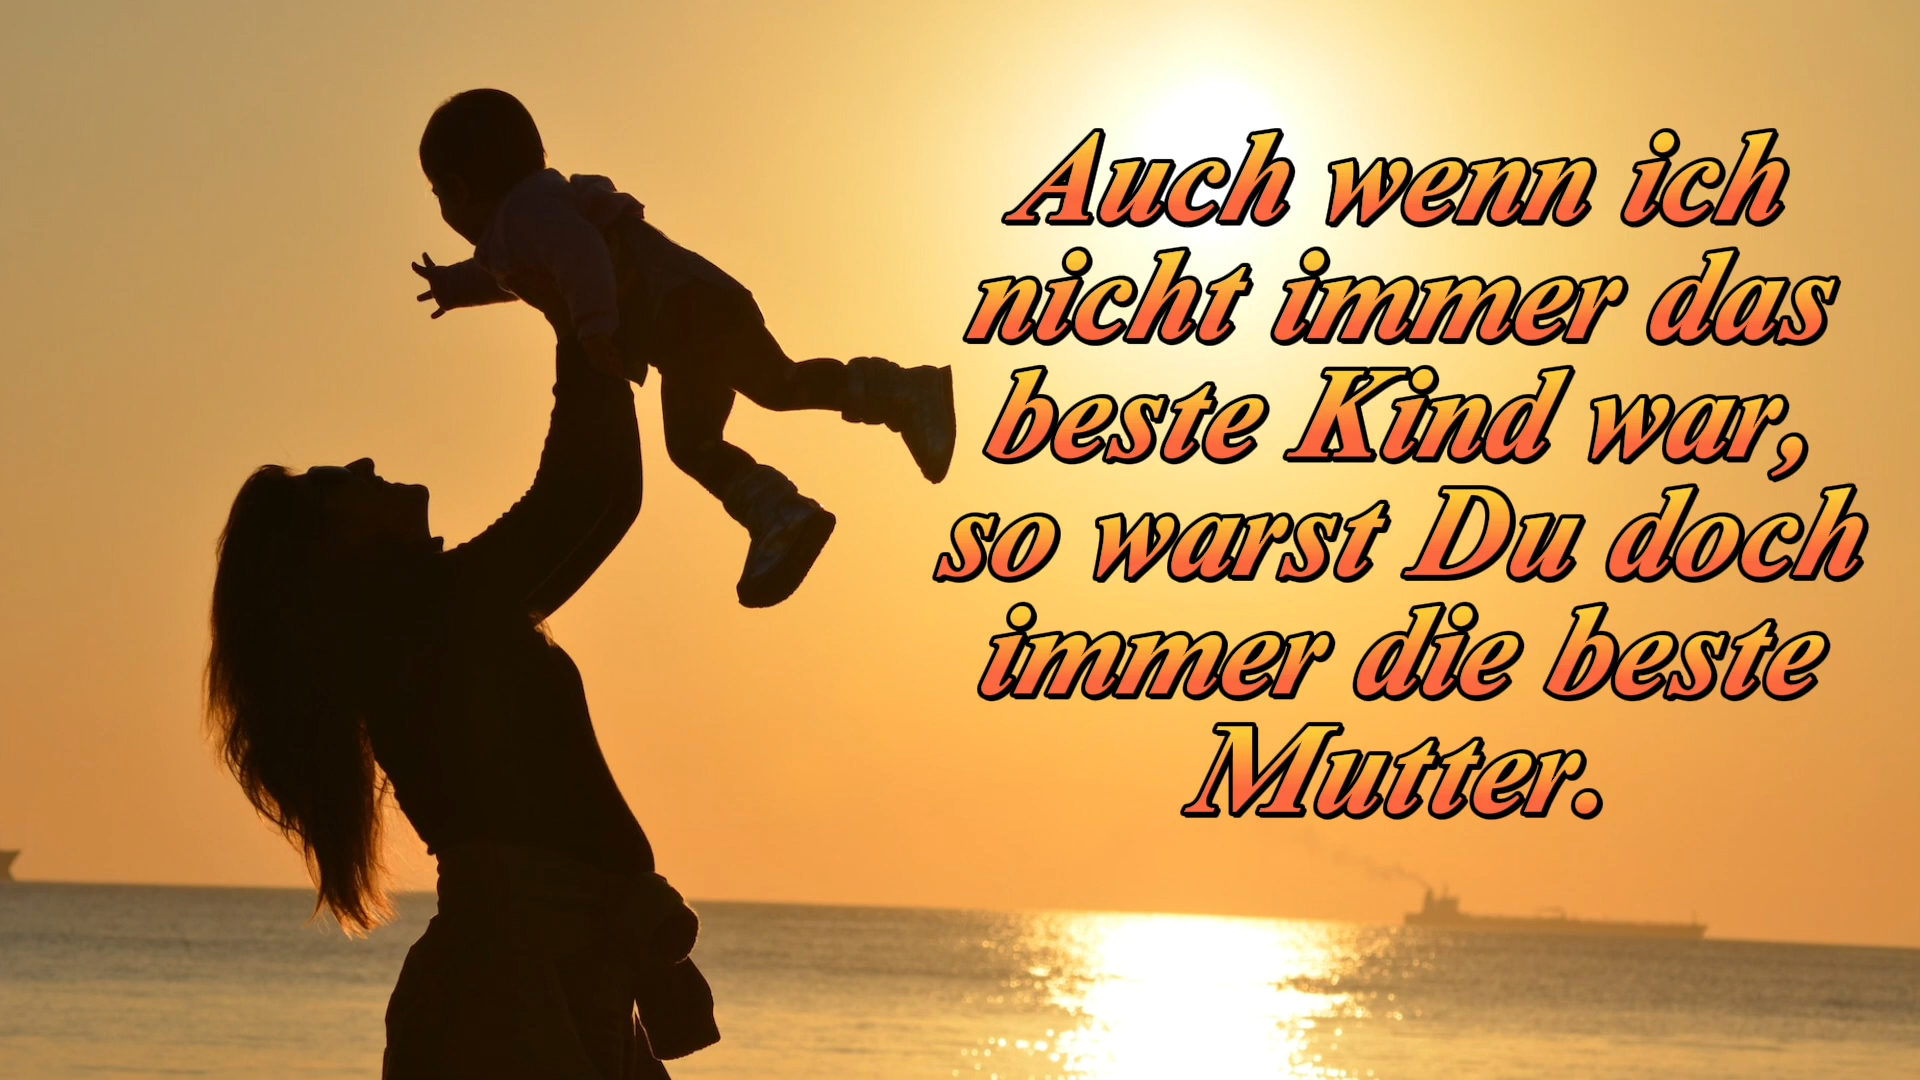 Auch wenn ich
nicht immer das
beste Kind war,
so warst Du doch
immer die beste
Mutter.